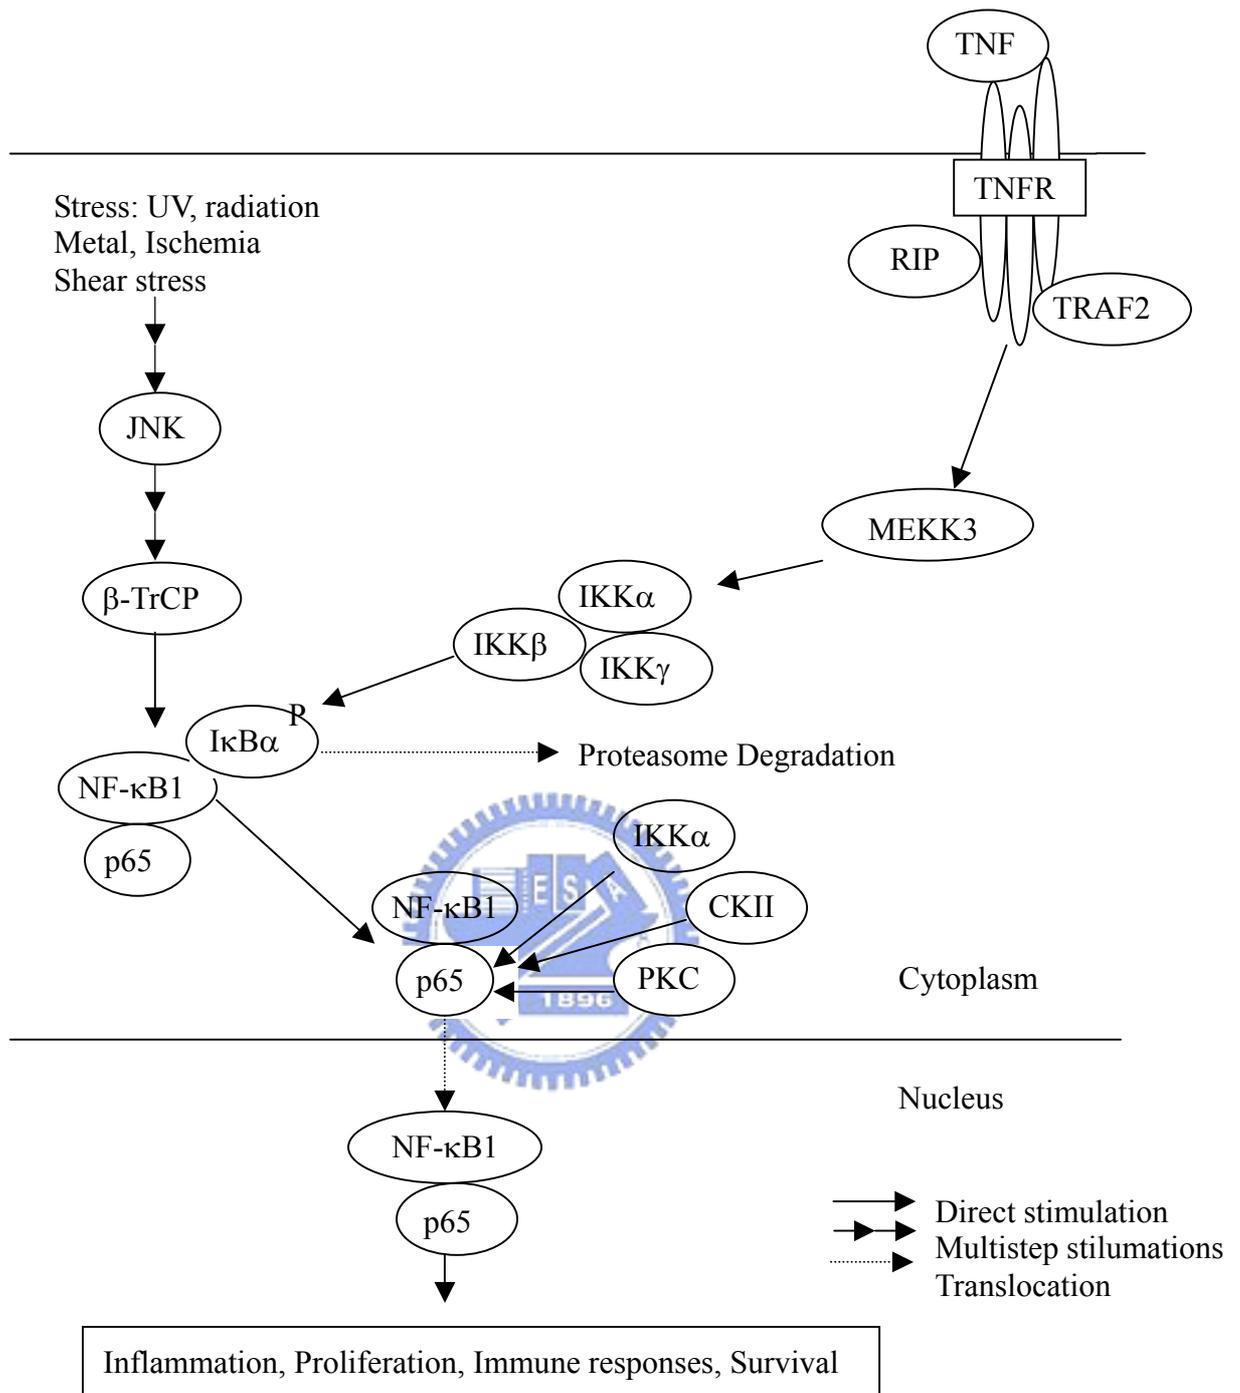 TNF
TNFR
Stress: UV, radiation
Metal, Ischemia
Shear stress
RIP
TRAF2
JNK
MEKK3
β-TrCP
IKKα
IKKβ
IKKγ
P
IκBα
Proteasome Degradation
NF-κB1
p65
IKKα
ES A
NF-κB1
CKII
p65
PKC
1896
Cytoplasm
Nucleus
NF-κB1
p65
Direct stimulation
Multistep stilumations
Translocation
Inflammation, Proliferation, Immune responses, Survival